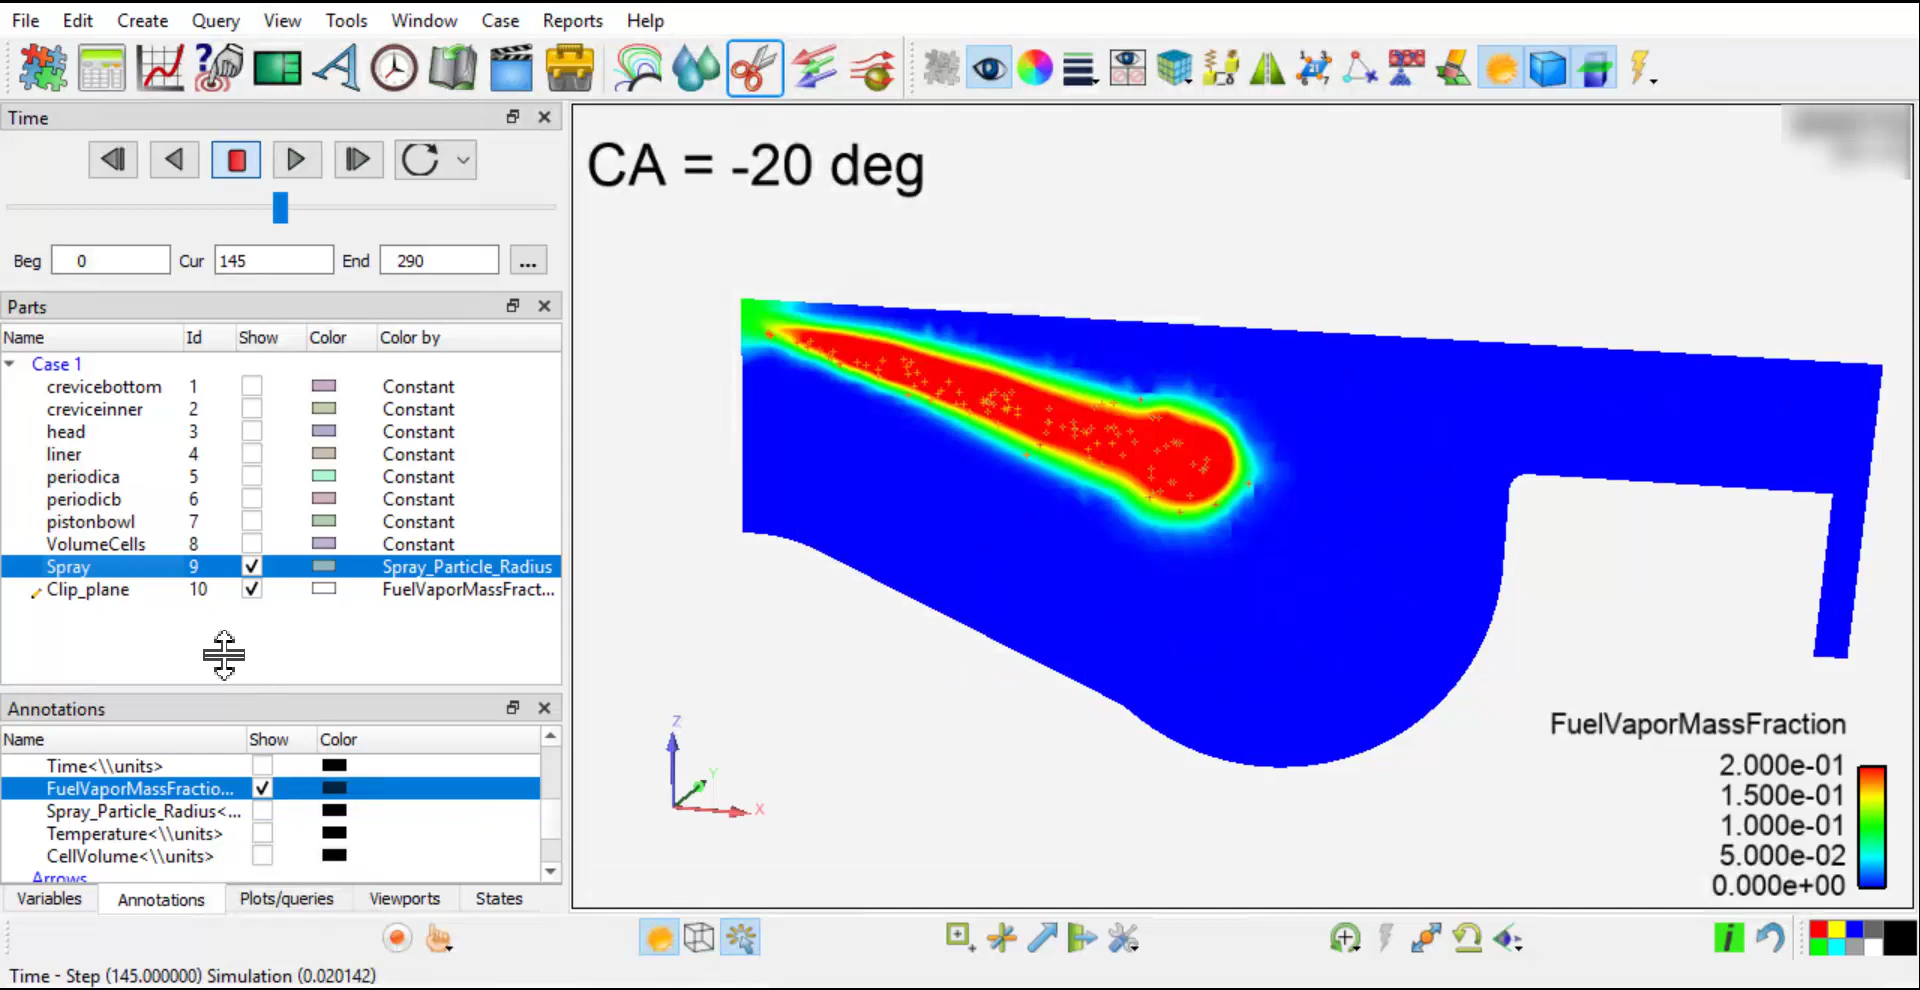 File Edit Create Query View Tools Window Case Reports Help
Time
Beg 0 Cur 145 End 290 ...
Parts
Name Id Show Color Color by
Case 1
crevicebottom 1 Constant
creviceinner 2 Constant
head 3 Constant
liner 4 Constant
periodica 5 Constant
periodicb 6 Constant
pistonbowl 7 Constant
VolumeCells 8 Constant
Spray 9 Spray_Particle_Radius
Clip_plane 10 FuelVaporMassFract...
Annotations
Name Show Color
Time<\\units>
FuelVaporMassFractio...
Spray_Particle_Radius<...
Temperature<\\units>
CellVolume<\\units>
Arrows
Variables Annotations Plots/queries Viewports States
CA = -20 deg
Z
Y
X
FuelVaporMassFraction
2.000e-01
1.500e-01
1.000e-01
5.000e-02
0.000e+00
Time - Step (145.000000) Simulation (0.020142)